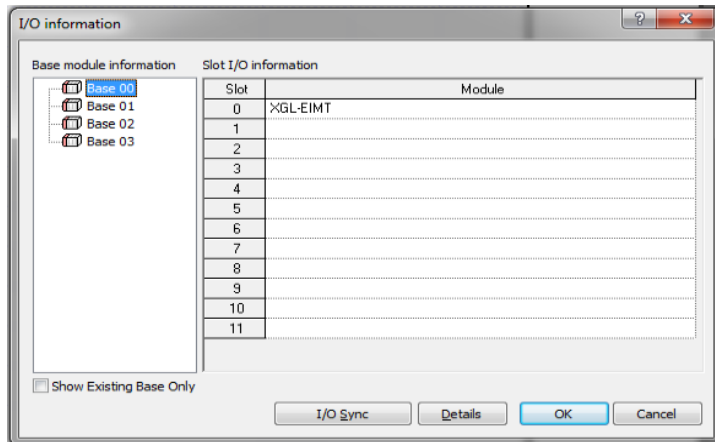 I/O information
Base module information
Slot I/O information
Base 00
Base 01
Base 02
Base 03
Slot Module
0 XGL-EIMT
1
2
3
4
5
6
7
8
9
10
11
Show Existing Base Only
I/O Sync Details OK Cancel